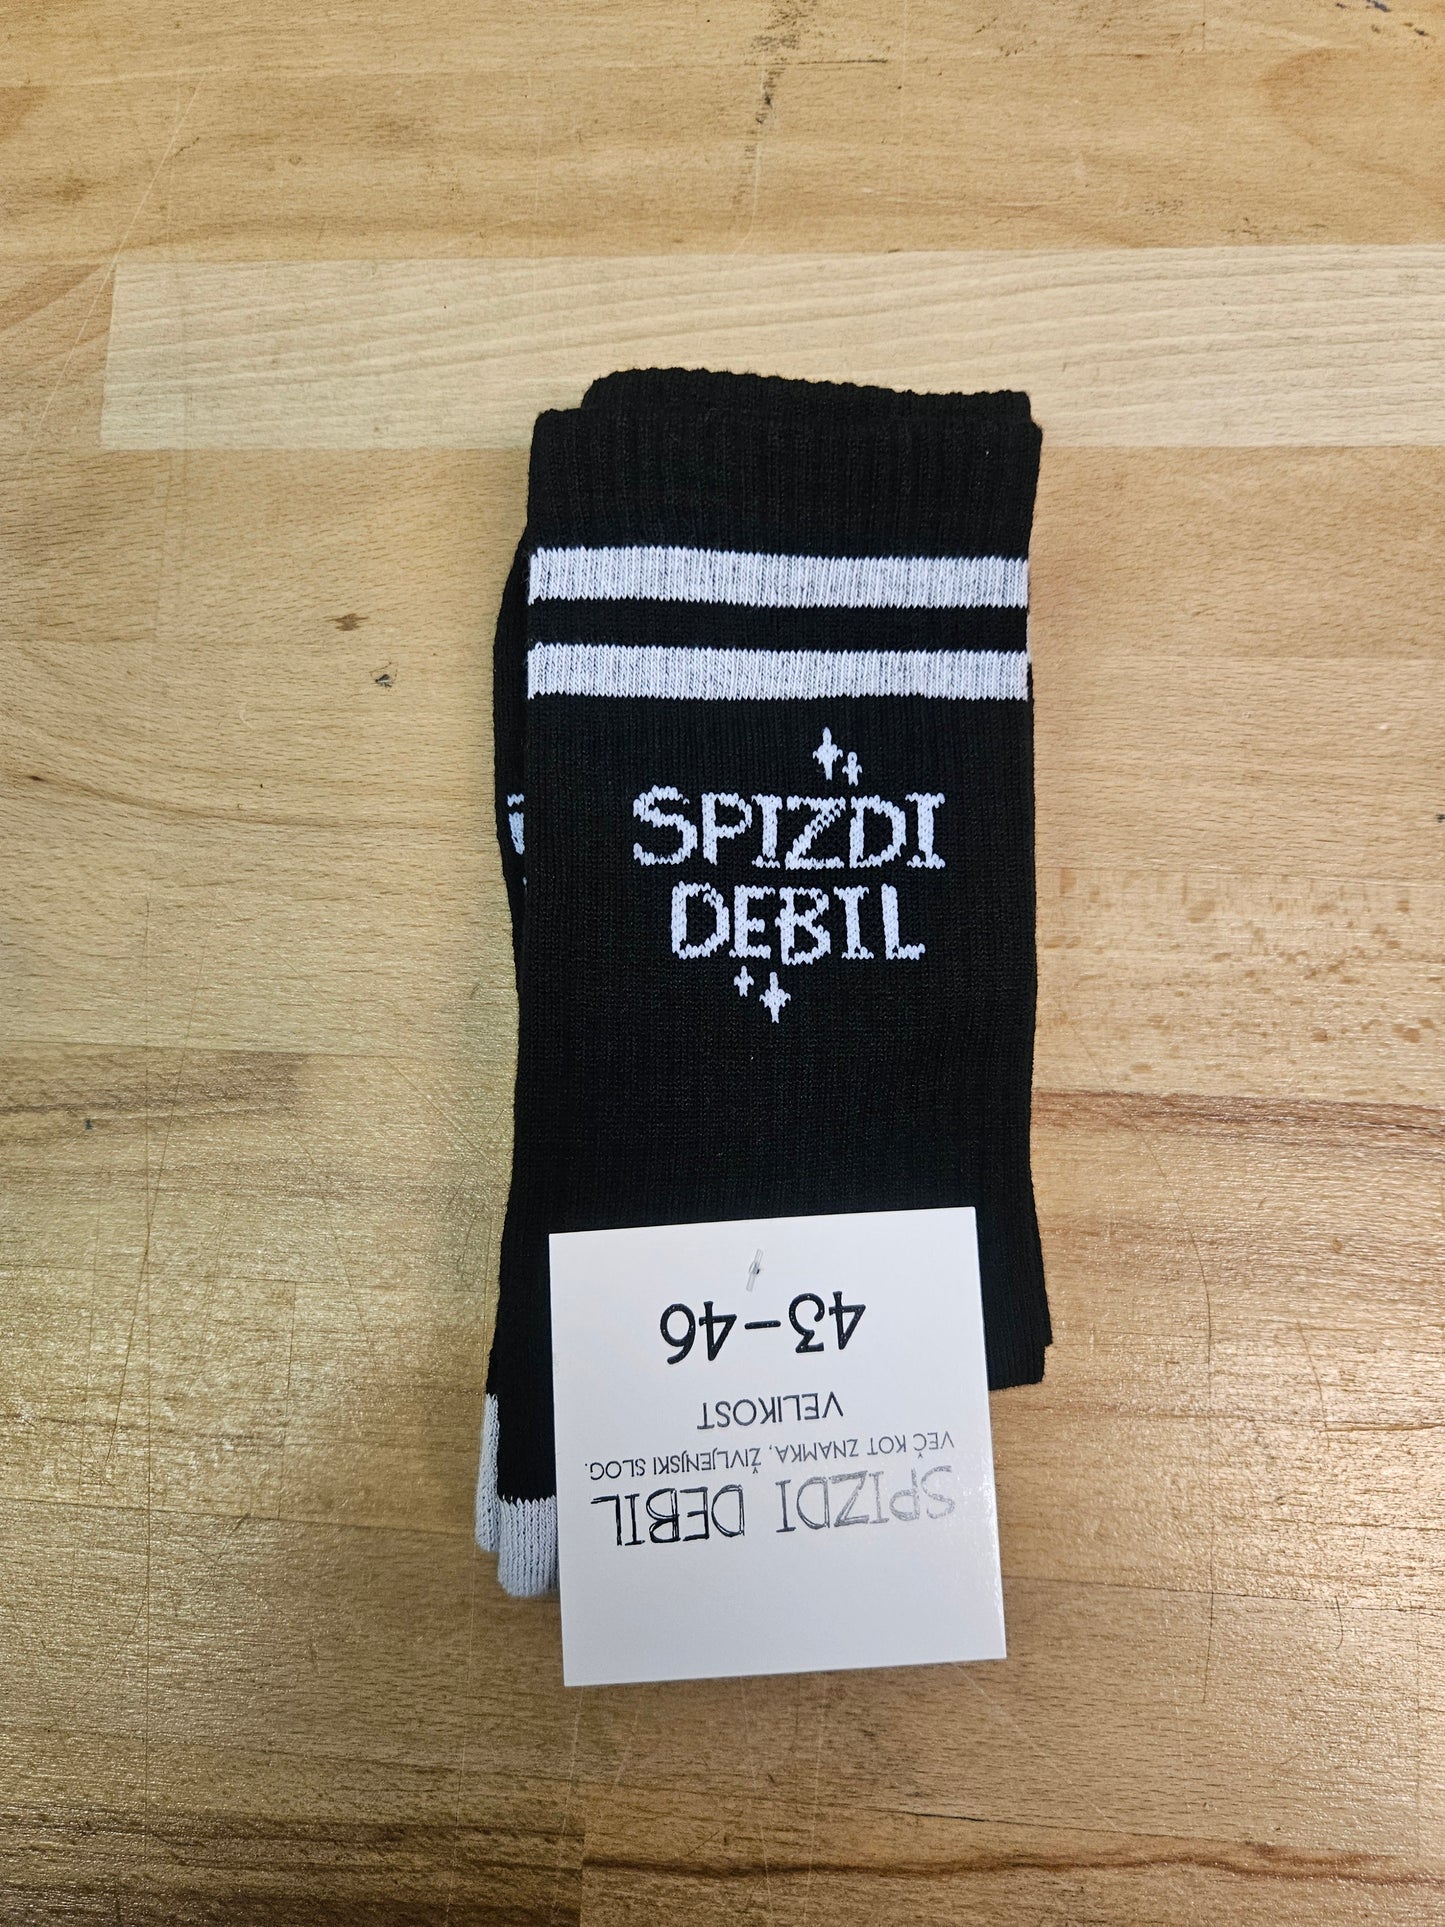 SPIZDI
DEBIL
SPIZDI DEBIL
VEČ KOT ZNAMKA, ŽIVLJENJSKI SLOG.
VELIKOST
43-46